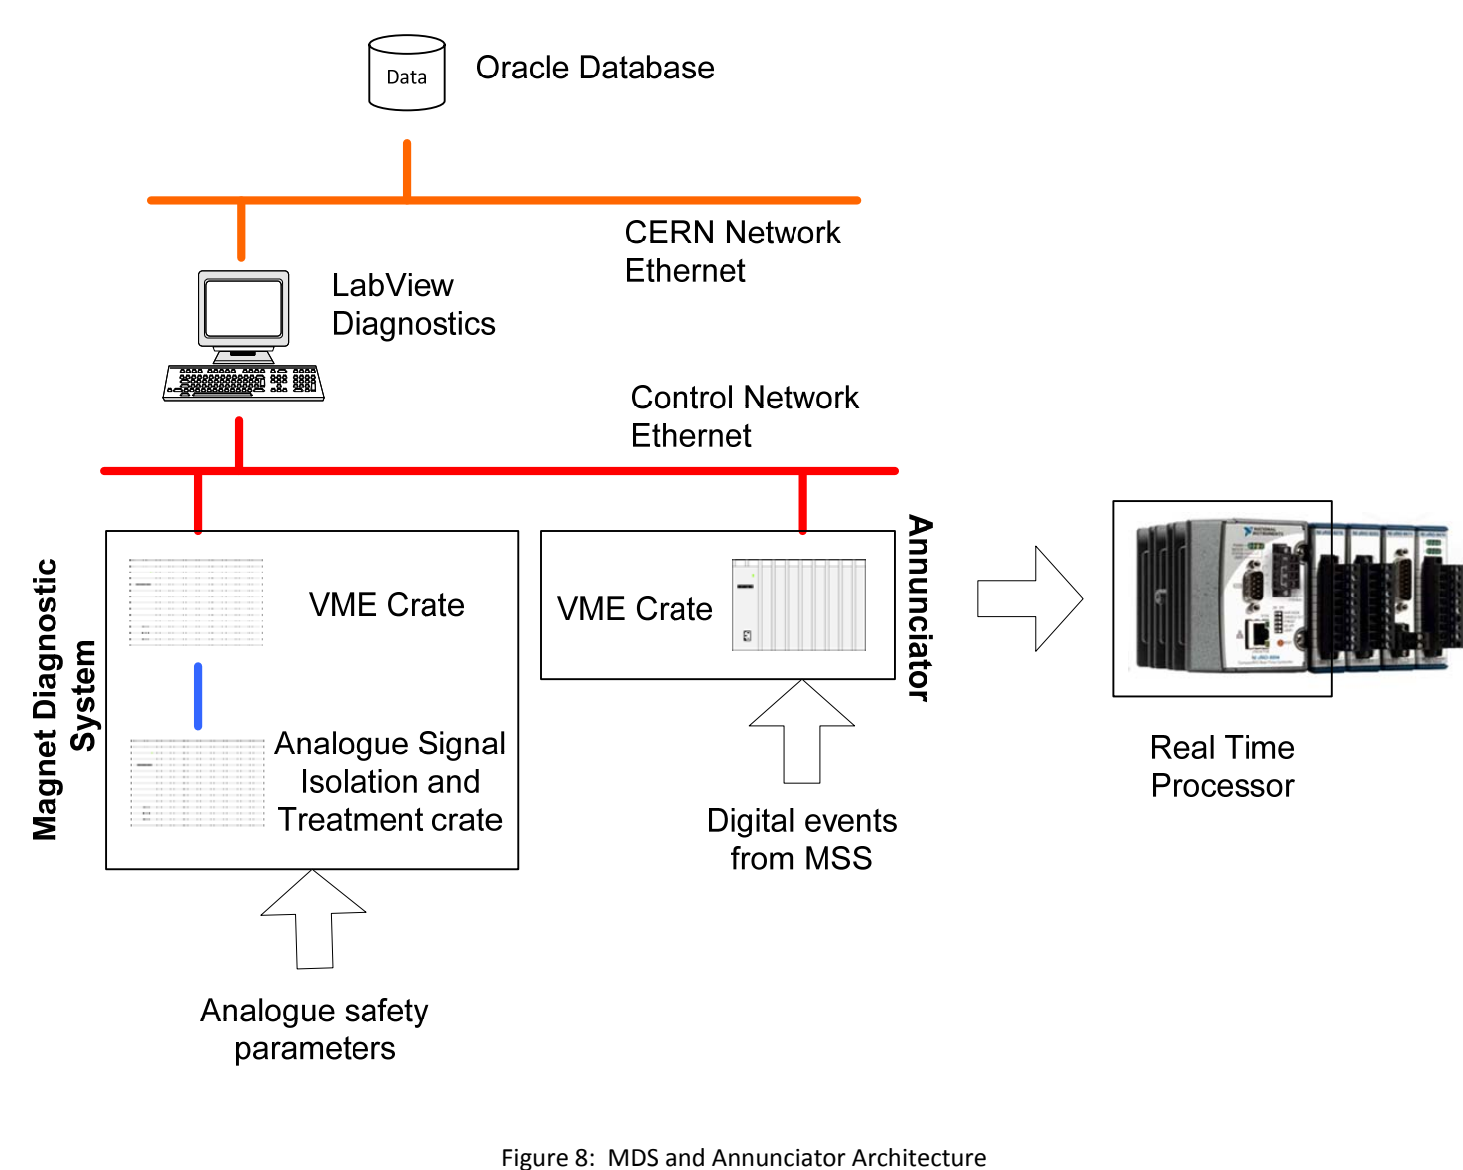 Data
Oracle Database
CERN Network
Ethernet
LabView
Diagnostics
Control Network
Ethernet
Magnet Diagnostic
System
VME Crate
Analogue Signal
Isolation and
Treatment crate
VME Crate
Annunciator
NATIONAL
INSTRUMENTS
Real Time
Processor
Digital events
from MSS
Analogue safety
parameters
Figure 8: MDS and Annunciator Architecture